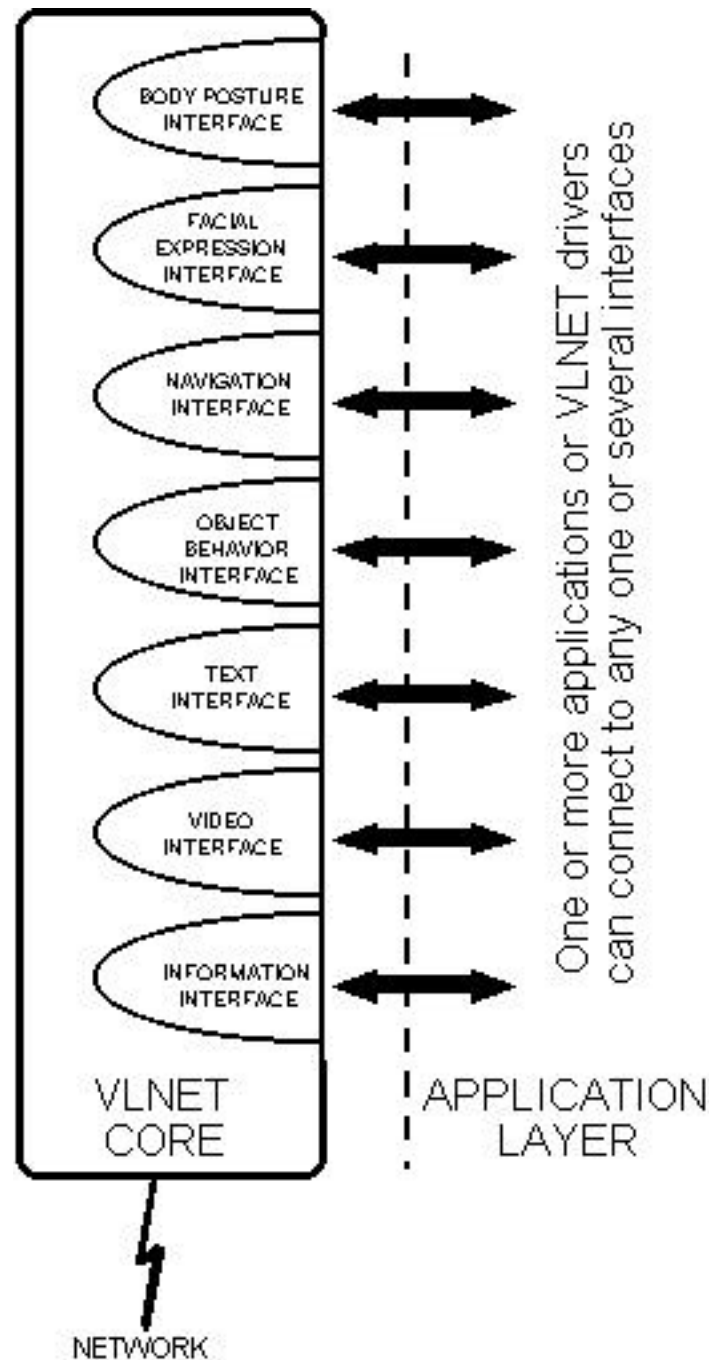 BODY POSTURE
INTERFACE
FACIAL
EXPRESSION
INTERFACE
NAVIGATION
INTERFACE
OBJECT
BEHAVIOR
INTERFACE
TEXT
INTERFACE
VIDEO
INTERFACE
INFORMATION
INTERFACE
VLNET
CORE
One or more applications or VLNET drivers
can connect to any one or several interfaces
APPLICATION
LAYER
NETWORK